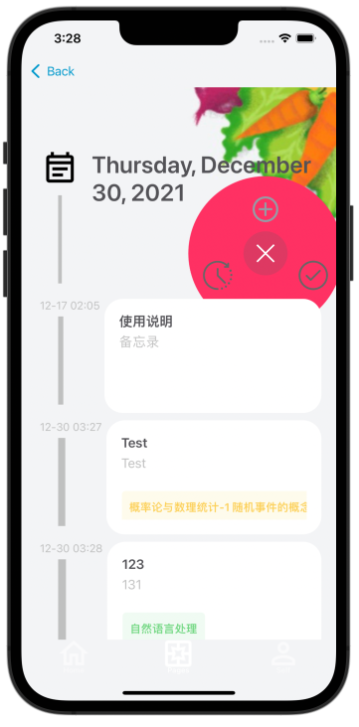 3:28
Back
Thursday, December
30, 2021
12-17 02:05
使用说明
备忘录
12-30 03:27
Test
Test
概率论与数理统计-1 随机事件的概念
12-30 03:28
123
131
自然语言处理